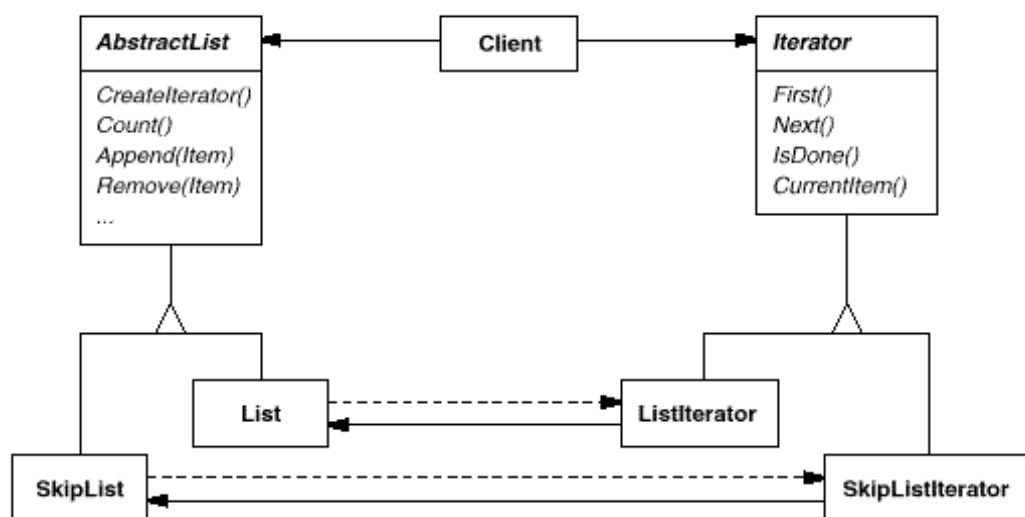 AbstractList
CreateIterator()
Count()
Append(Item)
Remove(Item)
...
Client
Iterator
First()
Next()
IsDone()
CurrentItem()
List
ListIterator
SkipList
SkipListIterator